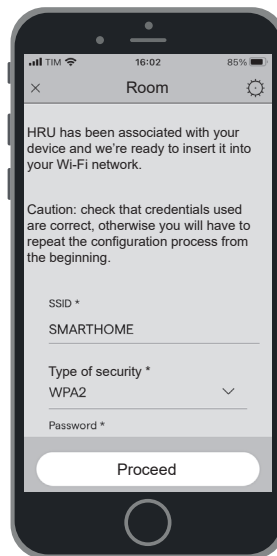 TIM 16:02 85%
× Room
HRU has been associated with your
device and we're ready to insert it into
your Wi-Fi network.
Caution: check that credentials used
are correct, otherwise you will have to
repeat the configuration process from
the beginning.
SSID *
SMARTHOME
Type of security *
WPA2
Password *
Proceed